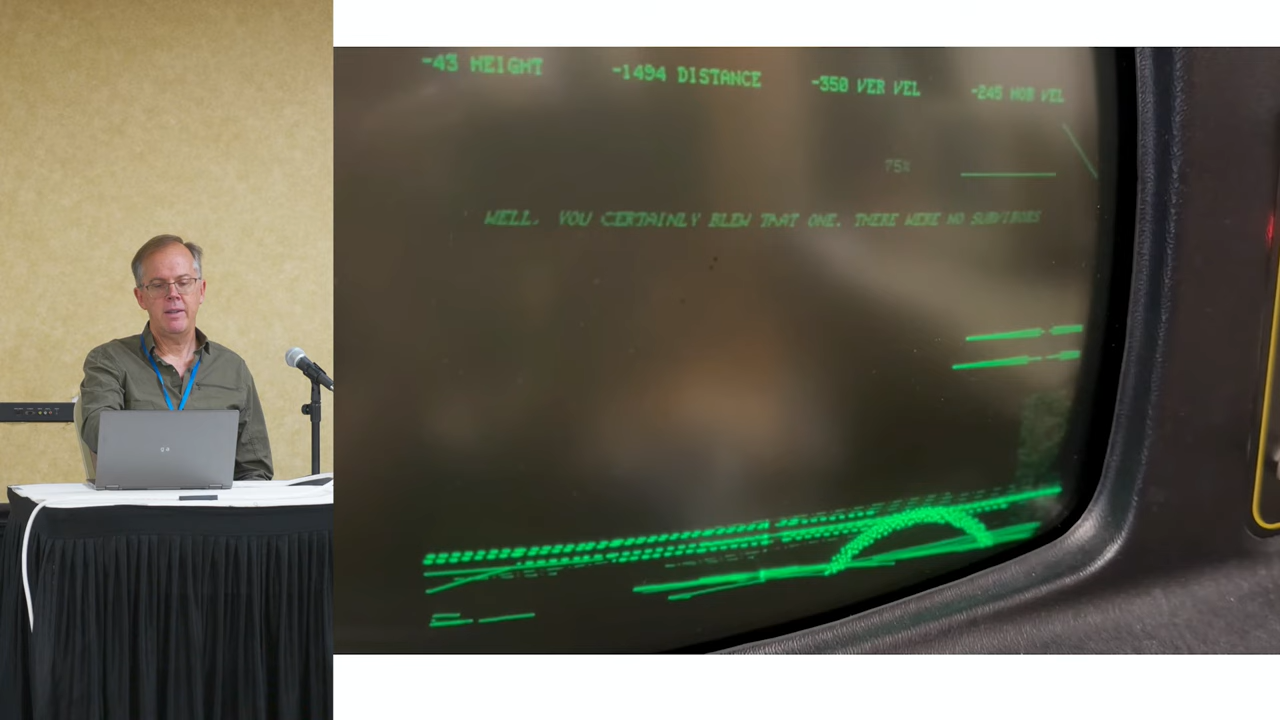 -43 HEIGHT -1494 DISTANCE -350 VER VEL -245 HOR VEL
75%
WELL, YOU CERTAINLY BLEW THAT ONE. THERE WERE NO SURVIVORS